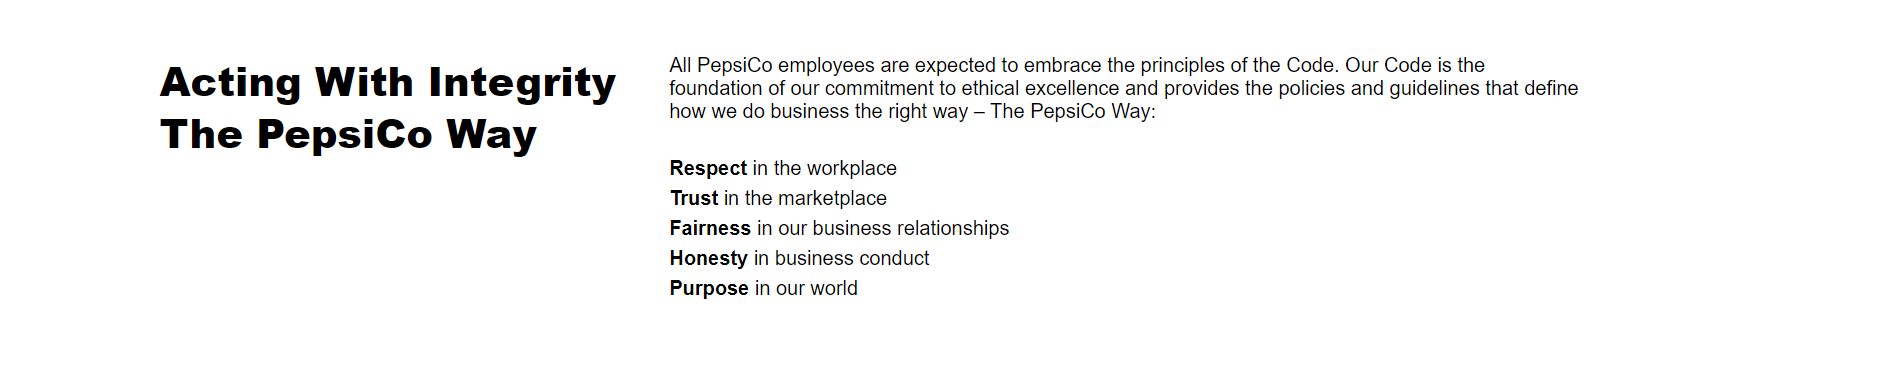 Acting With Integrity
The PepsiCo Way
All PepsiCo employees are expected to embrace the principles of the Code. Our Code is the
foundation of our commitment to ethical excellence and provides the policies and guidelines that define
how we do business the right way – The PepsiCo Way:
Respect in the workplace
Trust in the marketplace
Fairness in our business relationships
Honesty in business conduct
Purpose in our world